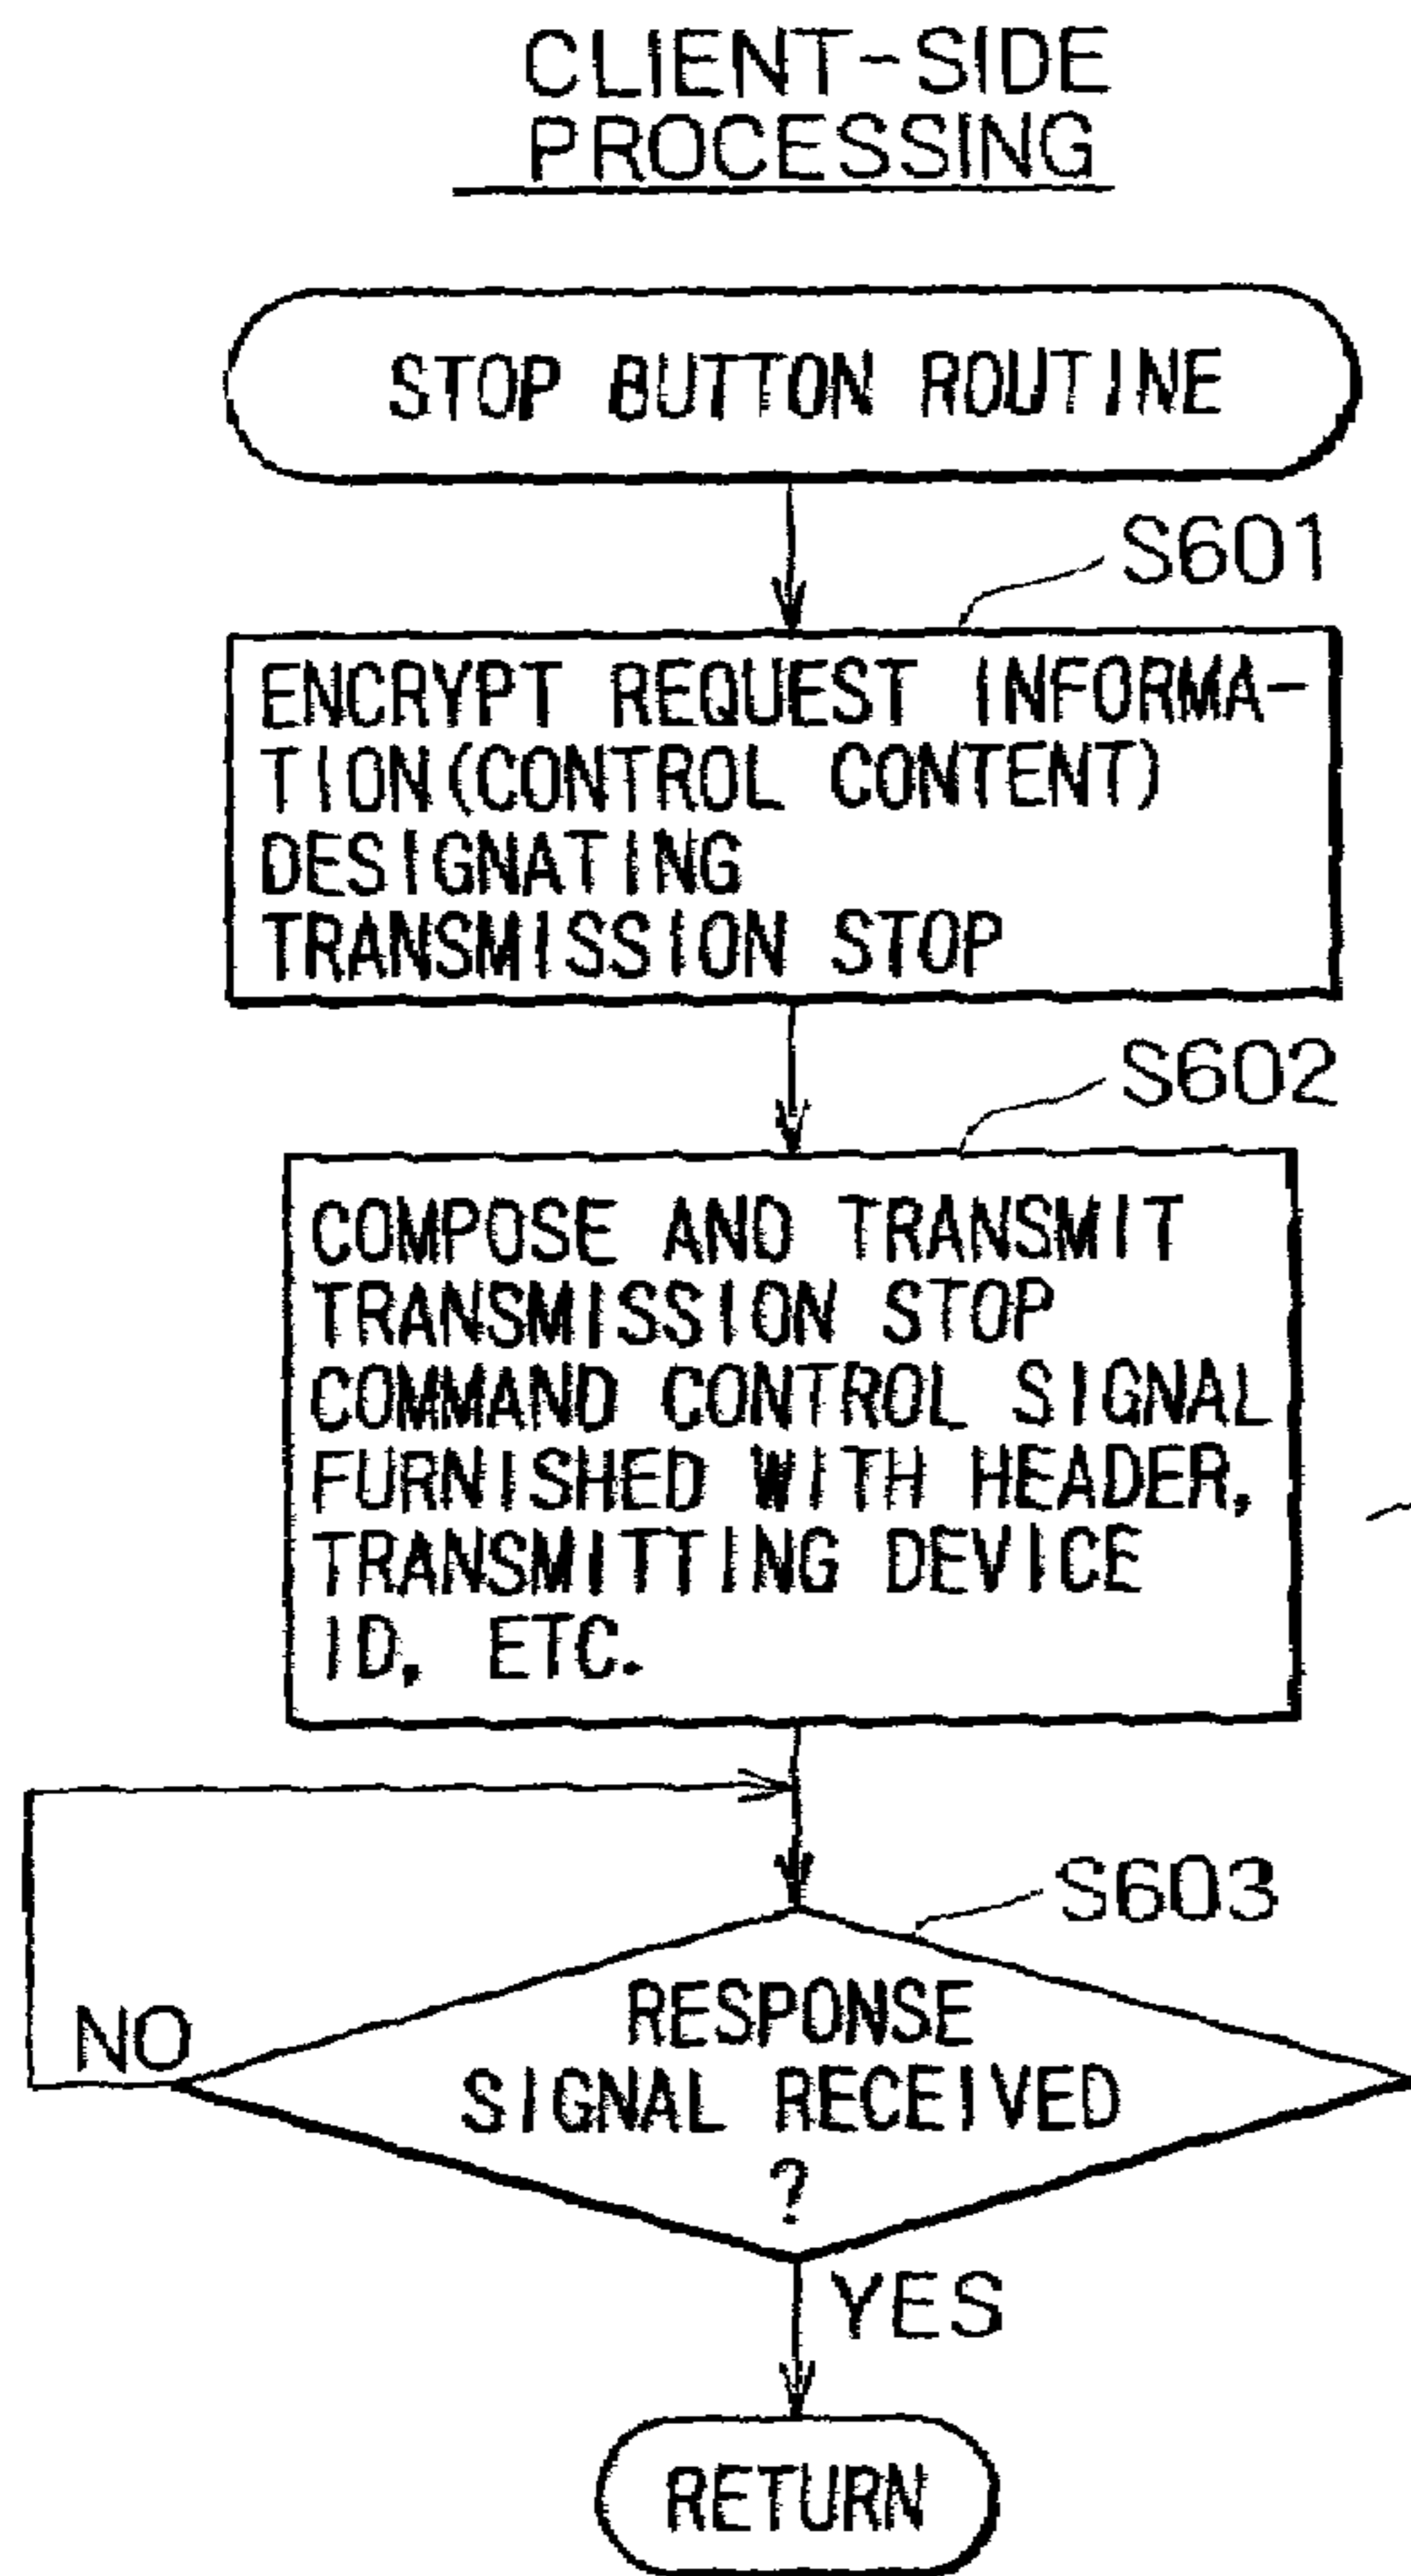 CLIENT-SIDE
PROCESSING
STOP BUTTON ROUTINE
S601
ENCRYPT REQUEST INFORMA-
TION(CONTROL CONTENT)
DESIGNATING
TRANSMISSION STOP
S602
COMPOSE AND TRANSMIT
TRANSMISSION STOP
COMMAND CONTROL SIGNAL
FURNISHED WITH HEADER,
TRANSMITTING DEVICE
ID, ETC.
S603
NO
RESPONSE
SIGNAL RECEIVED
?
YES
RETURN